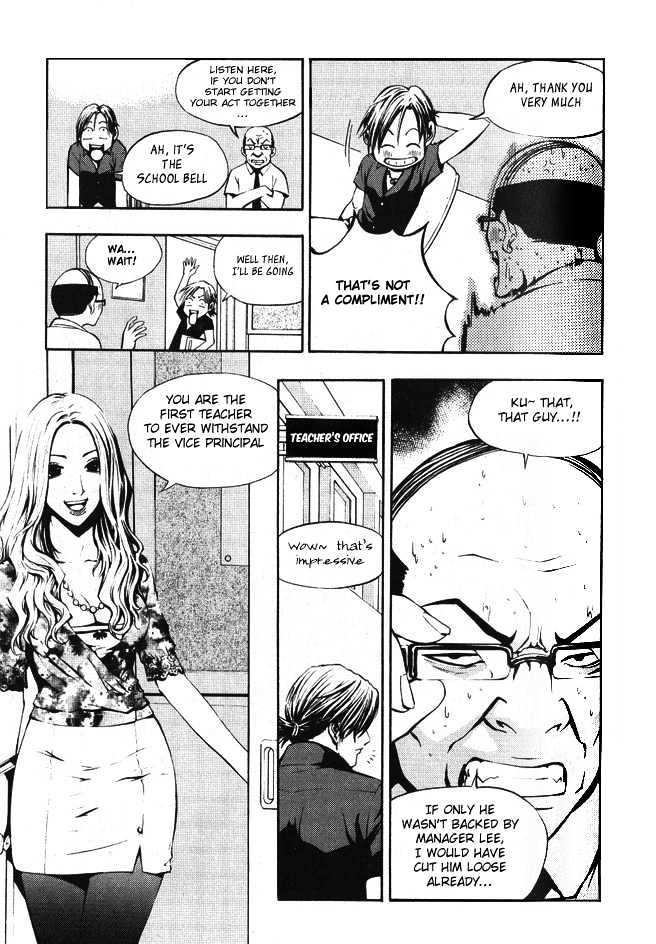 AH, THANK YOU
VERY MUCH
THAT'S NOT
A COMPLIMENT!!
LISTEN HERE,
IF YOU DON'T
START GETTING
YOUR ACT TOGETHER
...
AH, IT'S
THE
SCHOOL BELL
WELL THEN,
I'LL BE GOING
WA...
WAIT!
KU~ THAT,
THAT GUY...!!
IF ONLY HE
WASN'T BACKED BY
MANAGER LEE,
I WOULD HAVE
CUT HIM LOOSE
ALREADY...
TEACHER'S OFFICE
Wow~ that's
impressive
YOU ARE THE
FIRST TEACHER
TO EVER WITHSTAND
THE VICE PRINCIPAL